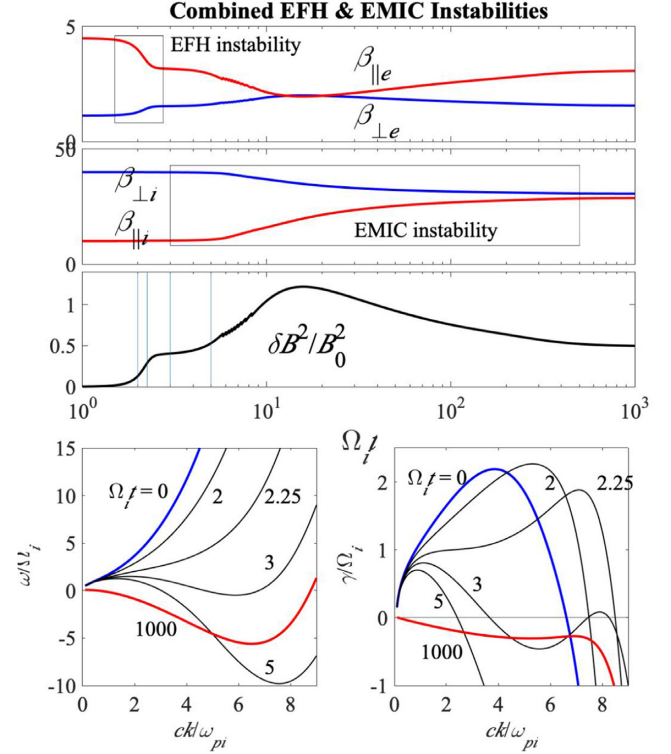 Combined EFH & EMIC Instabilities
5
EFH instability
β∥e
β⊥e
0
50
β⊥i
β∥i
EMIC instability
0
1
0.5
δB²/B₀²
0
10⁰ 10¹ 10² 10³
Ωᵢt
15
10
5
0
-5
-10
ω/Ωᵢ
Ωᵢt = 0
2
2.25
3
1000
5
0 2 4 6 8
ck/ωₚᵢ
3
2
1
0
-1
γ/Ωᵢ
2
2.25
3
5
1000
0 2 4 6 8
ck/ωₚᵢ
Ωᵢt = 0